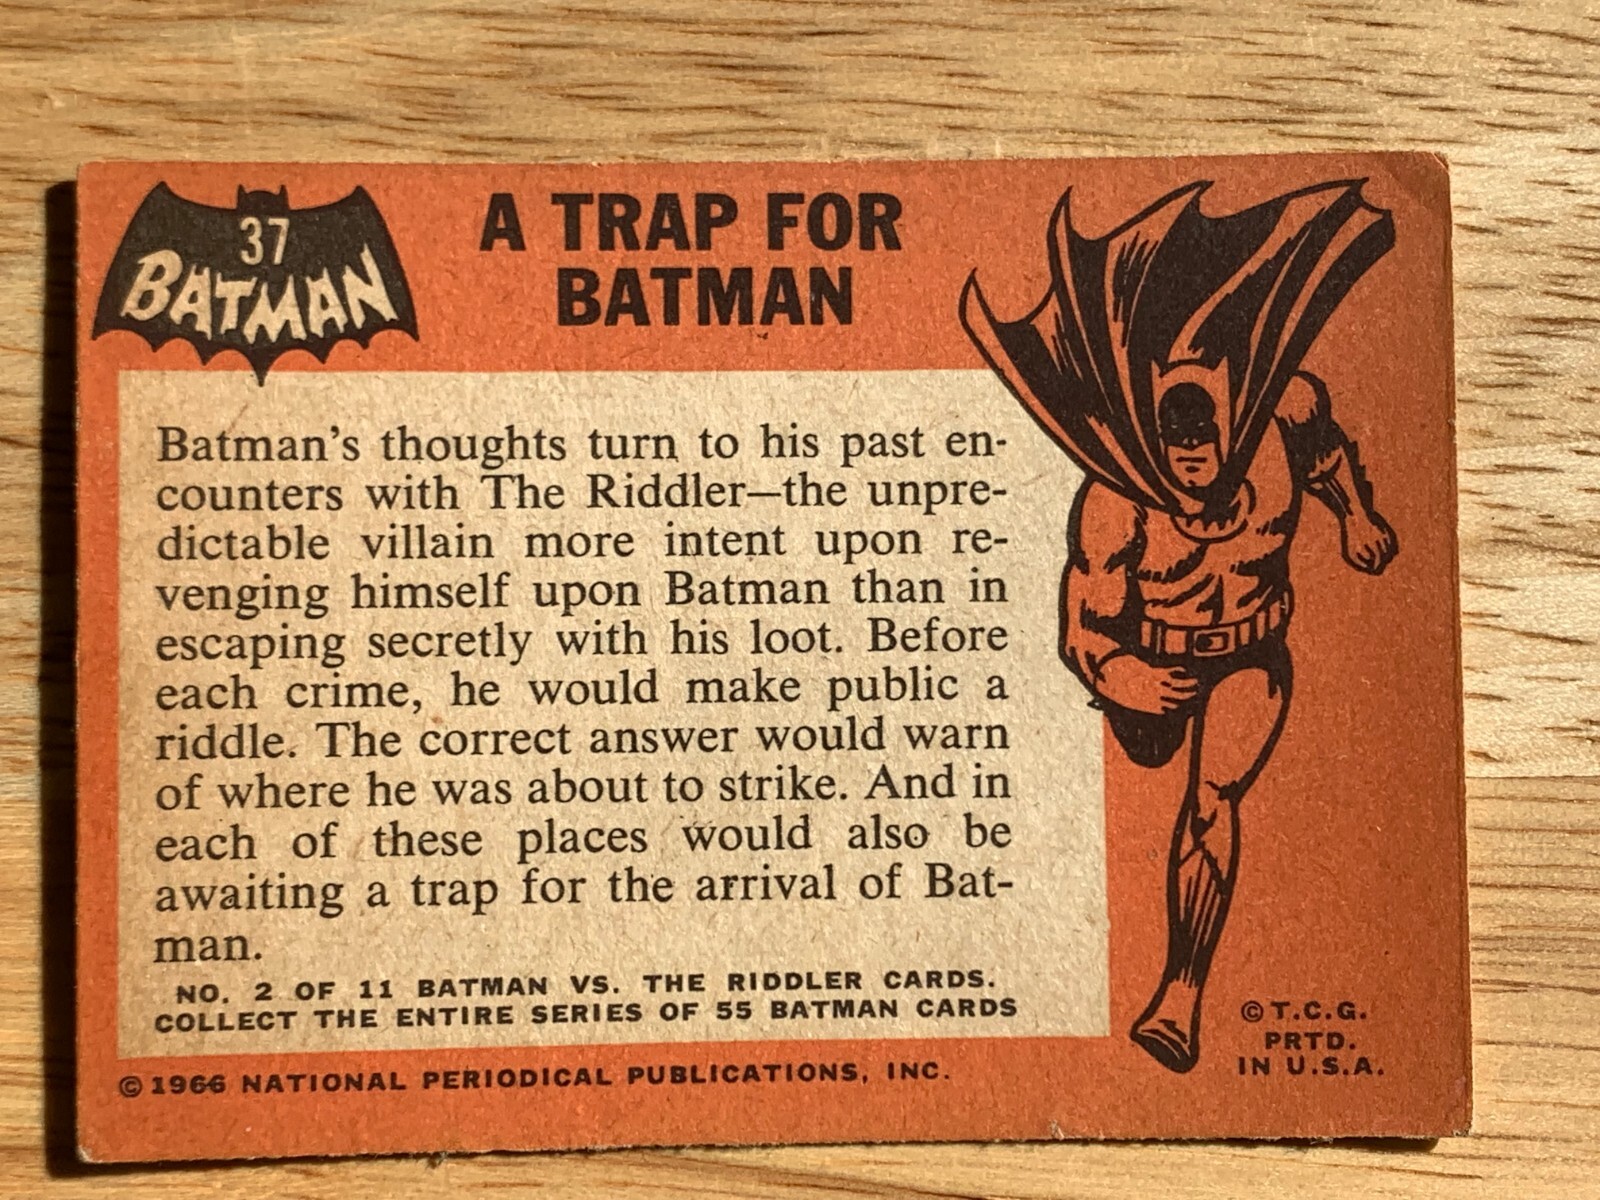 37
BATMAN
A TRAP FOR
BATMAN
Batman's thoughts turn to his past en-
counters with The Riddler—the unpre-
dictable villain more intent upon re-
venging himself upon Batman than in
escaping secretly with his loot. Before
each crime, he would make public a
riddle. The correct answer would warn
of where he was about to strike. And in
each of these places would also be
awaiting a trap for the arrival of Bat-
man.
NO. 2 OF 11 BATMAN VS. THE RIDDLER CARDS.
COLLECT THE ENTIRE SERIES OF 55 BATMAN CARDS
© 1966 NATIONAL PERIODICAL PUBLICATIONS, INC.
© T.C.G.
PRTD.
IN U.S.A.